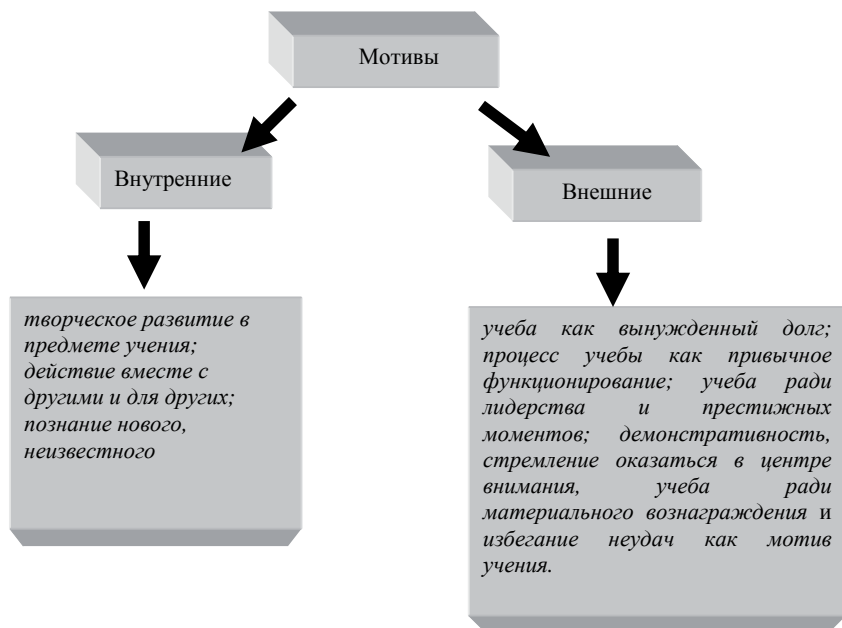 Мотивы
Внутренние
Внешние
творческое развитие в
предмете учения;
действие вместе с
другими и для других;
познание нового,
неизвестного
учеба как вынужденный долг;
процесс учебы как привычное
функционирование; учеба ради
лидерства и престижных
моментов; демонстративность,
стремление оказаться в центре
внимания, учеба ради
материального вознаграждения и
избегание неудач как мотив
учения.